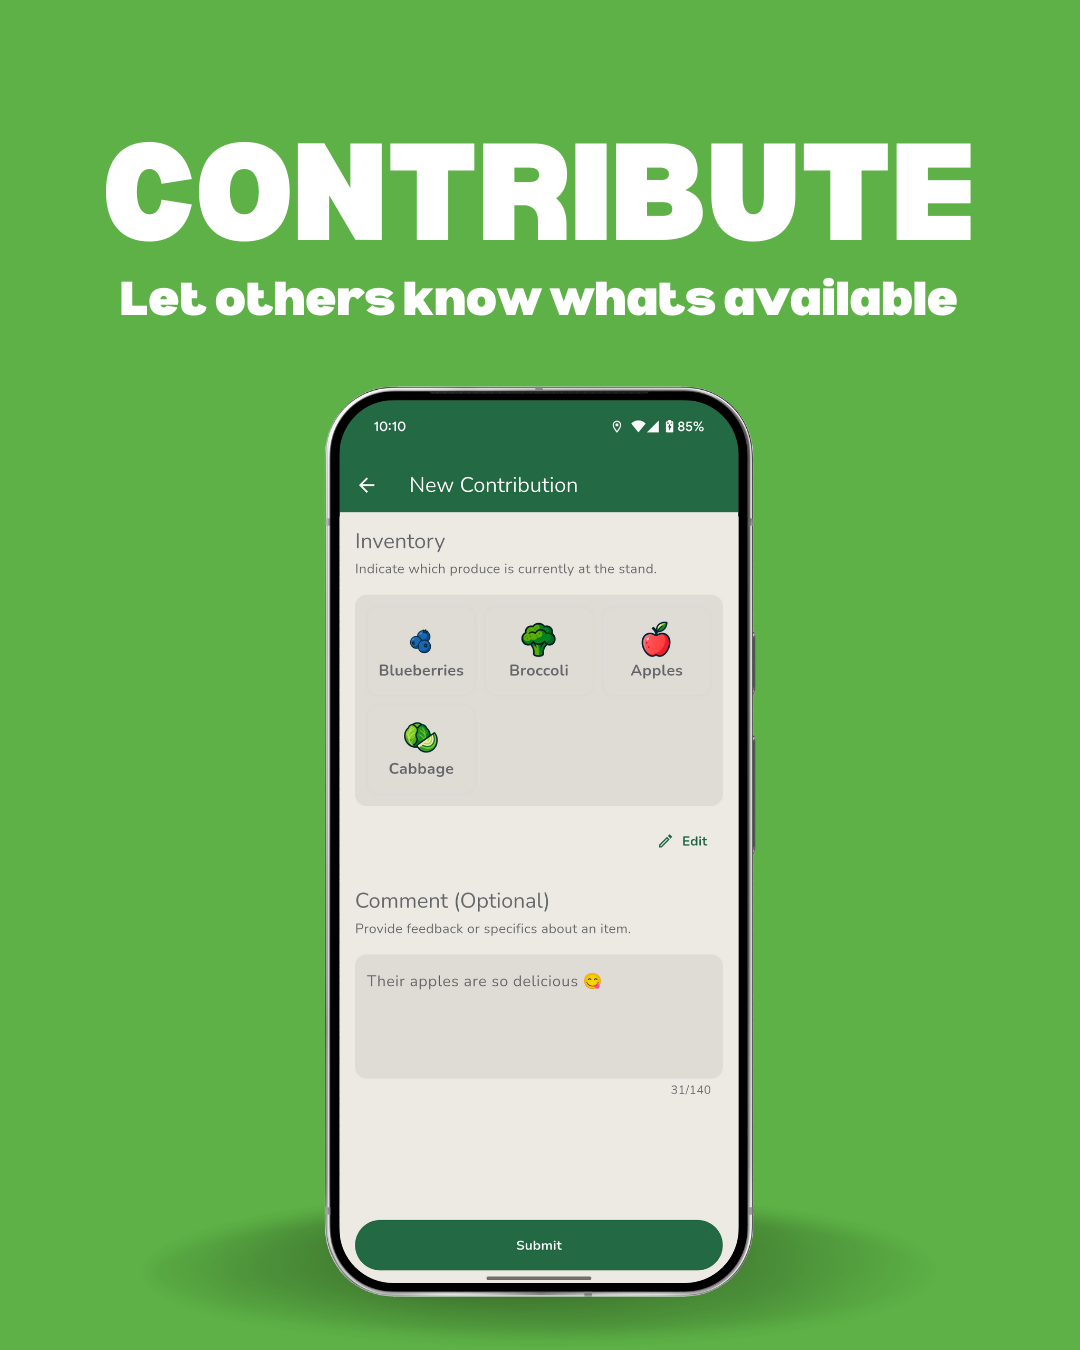 CONTRIBUTE
Let others know whats available
10:10
85%
New Contribution
Inventory
Indicate which produce is currently at the stand.
Blueberries Broccoli Apples
Cabbage
Edit
Comment (Optional)
Provide feedback or specifics about an item.
Their apples are so delicious 😋
31/140
Submit